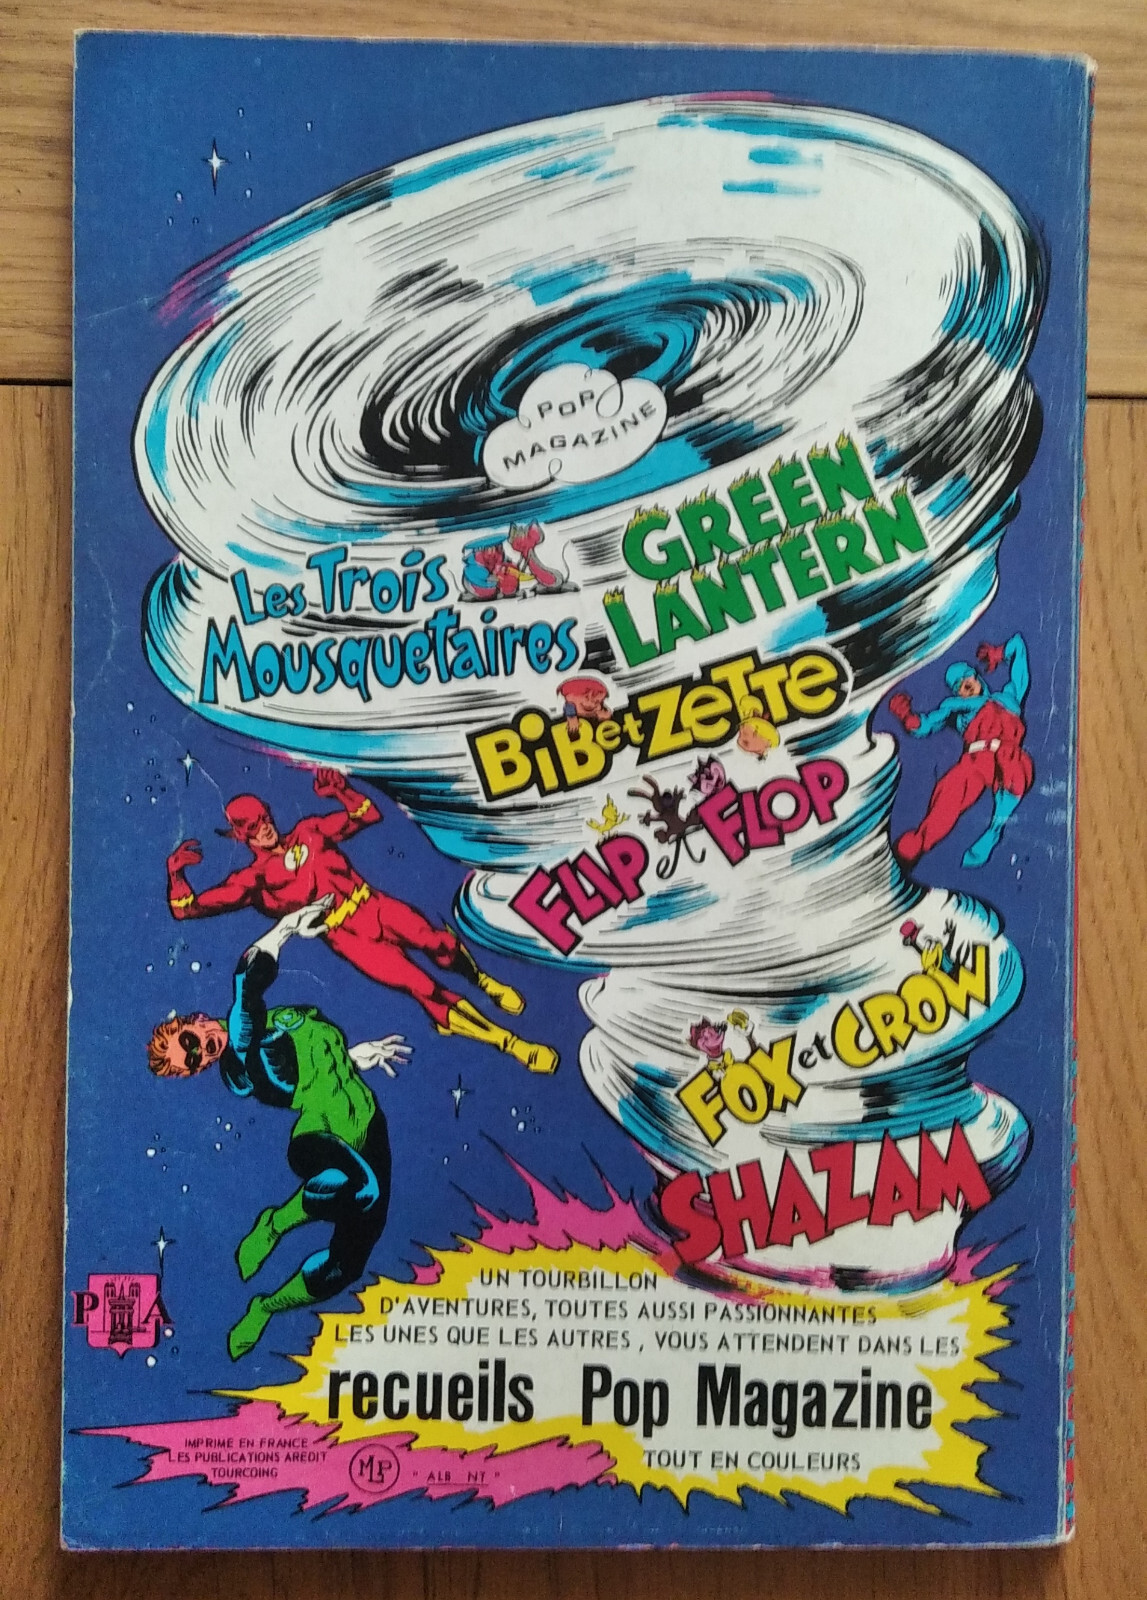 POP
MAGAZINE
GREEN
LANTERN
Les Trois
Mousquetaires
BiB et ZETTE
FLIP et FLOP
FOX et CROW
SHAZAM
UN TOURBILLON
D'AVENTURES, TOUTES AUSSI PASSIONNANTES
LES UNES QUE LES AUTRES, VOUS ATTENDENT DANS LES
recueils Pop Magazine
TOUT EN COULEURS
P A
IMPRIME EN FRANCE
LES PUBLICATIONS AREDIT
TOURCOING
MLP
" ALB NT "